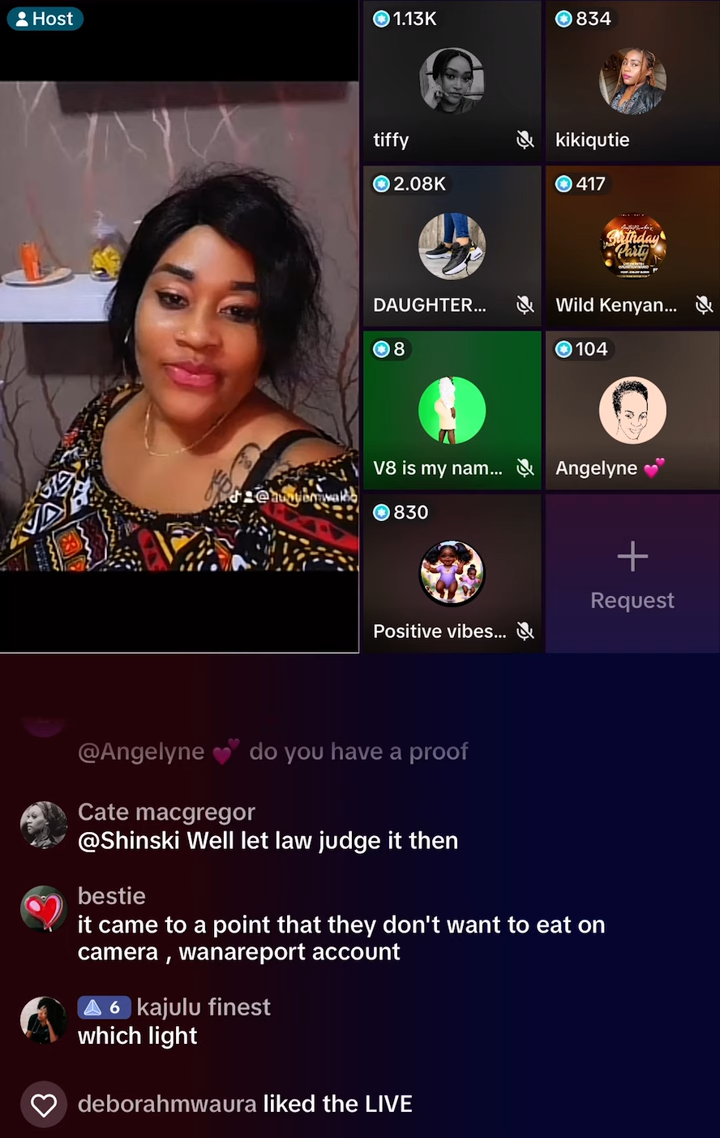 Host
1.13K
tiffy
834
kikiqutie
2.08K
DAUGHTER...
417
Birthday
Party
Wild Kenyan...
8
V8 is my nam...
104
Angelyne 💕
830
Positive vibes...
+
Request
@Angelyne 💕 do you have a proof
Cate macgregor
@Shinski Well let law judge it then
bestie
it came to a point that they don't want to eat on
camera , wanareport account
6 kajulu finest
which light
deborahmwaura liked the LIVE